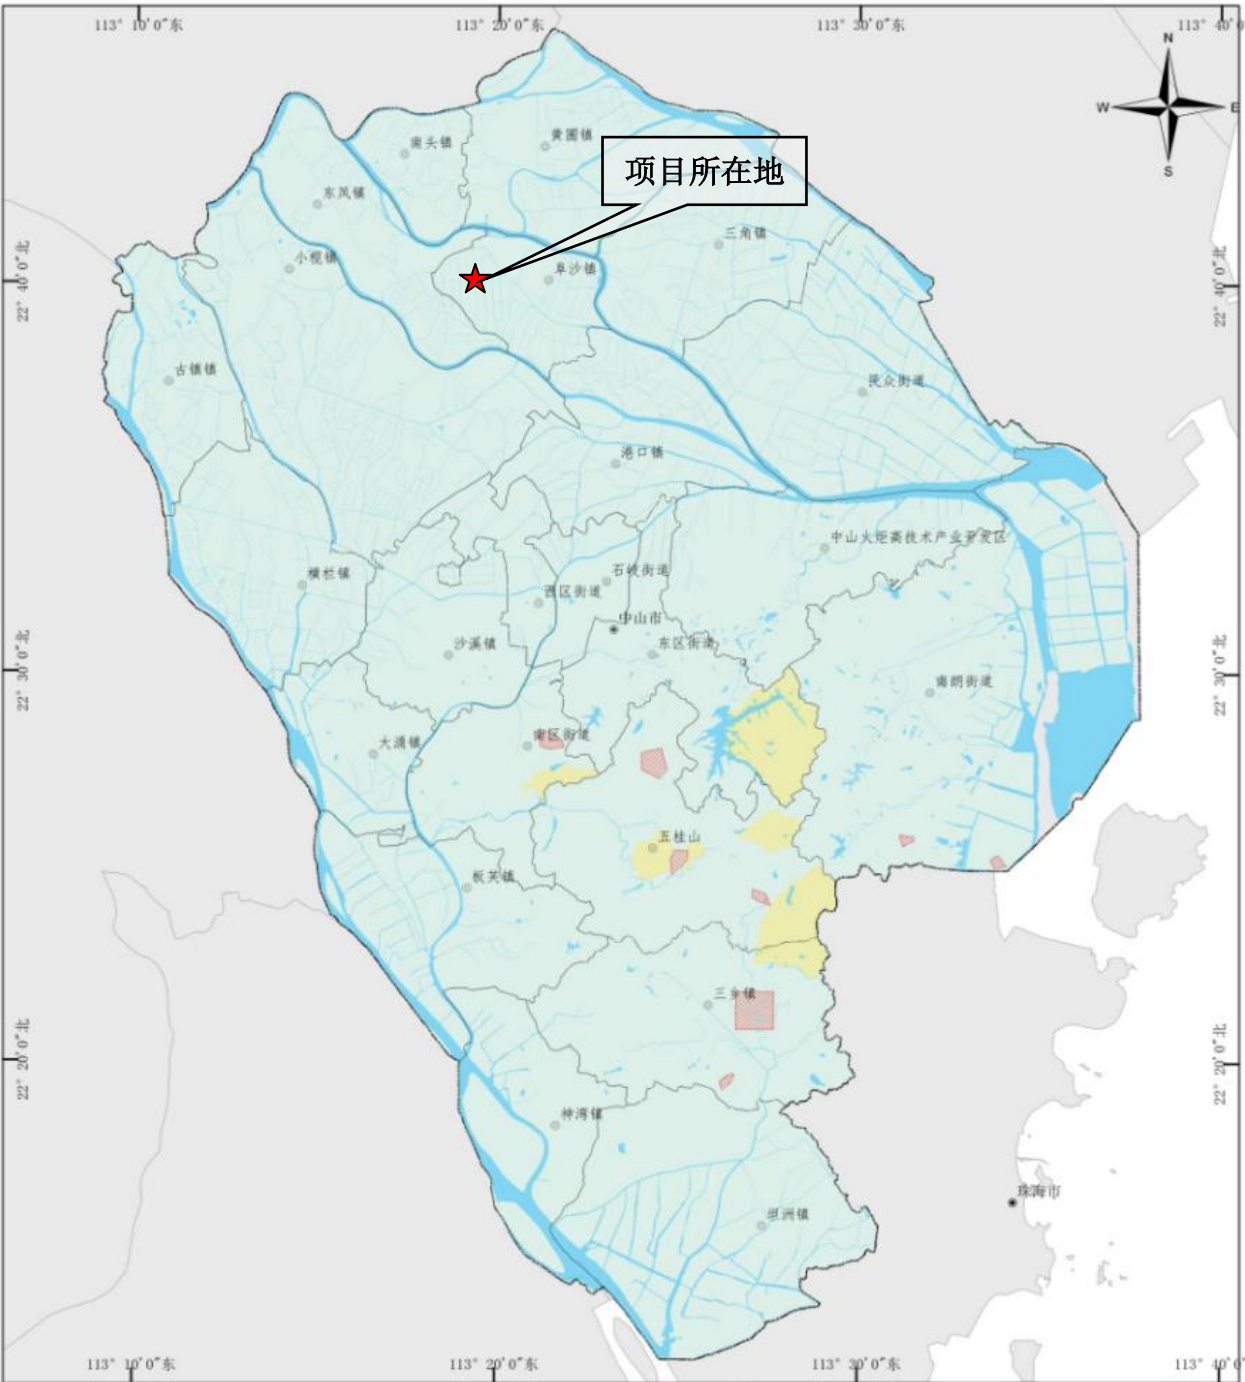 113° 10′ 0″东
113° 20′ 0″东
113° 30′ 0″东
113° 40′ 0
N
W
E
S
南头镇
黄圃镇
项目所在地
东凤镇
三角镇
小榄镇
阜沙镇
22° 40′ 0″北
22° 40′ 0″北
古镇镇
民众街道
港口镇
中山火炬高技术产业开发区
横栏镇
石岐街道
西区街道
中山市
沙溪镇
东区街道
22° 30′ 0″北
22° 30′ 0″北
南朗街道
大涌镇
南区街道
五桂山
板芙镇
三乡镇
22° 20′ 0″北
22° 20′ 0″北
神湾镇
珠海市
坦洲镇
113° 10′ 0″东
113° 20′ 0″东
113° 30′ 0″东
113° 40′ 0